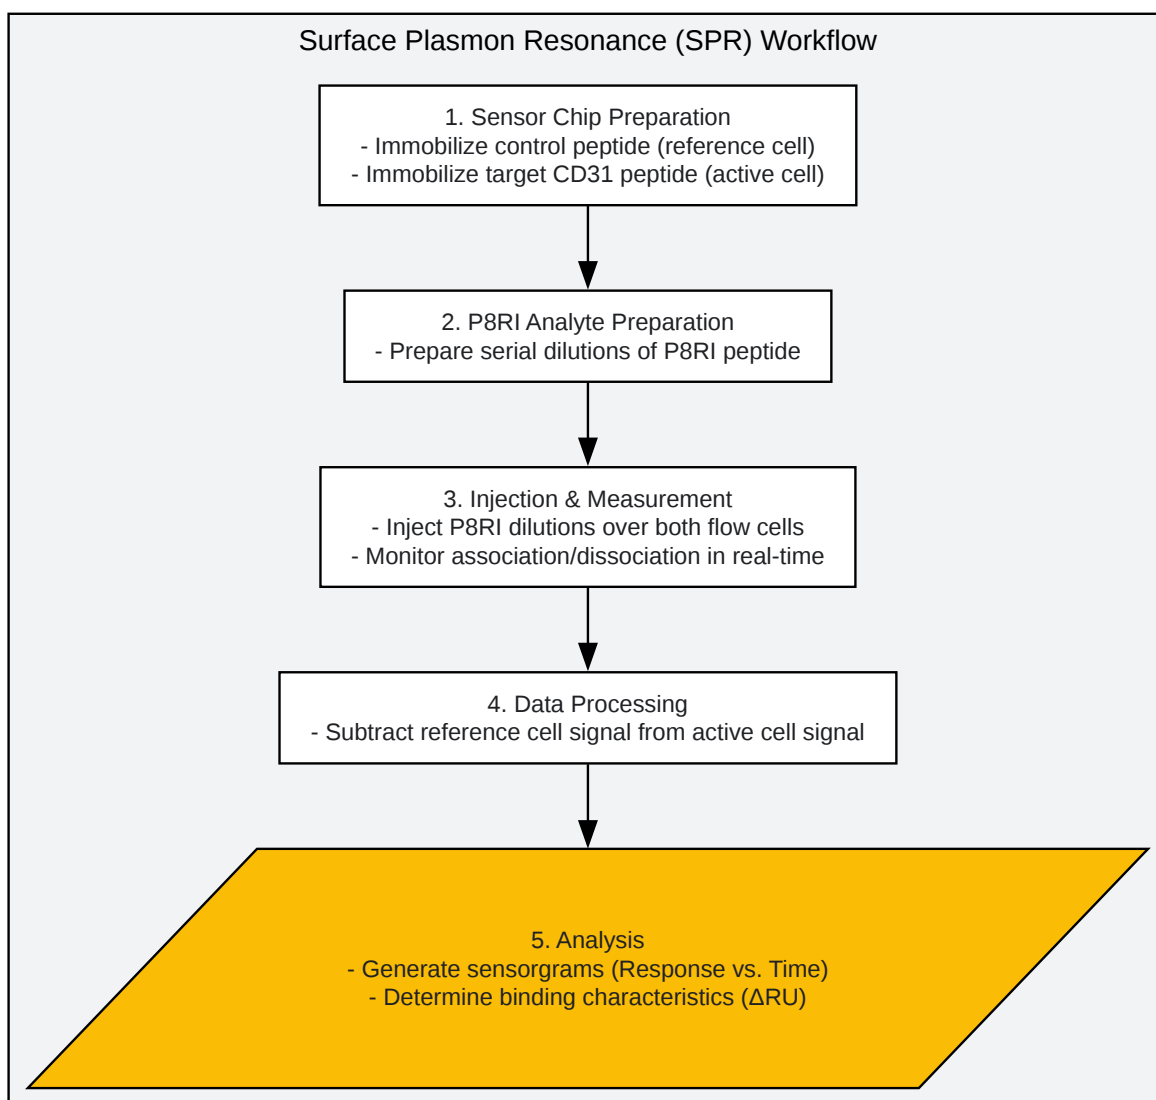 Surface Plasmon Resonance (SPR) Workflow
1. Sensor Chip Preparation
- Immobilize control peptide (reference cell)
- Immobilize target CD31 peptide (active cell)
2. P8RI Analyte Preparation
- Prepare serial dilutions of P8RI peptide
3. Injection & Measurement
- Inject P8RI dilutions over both flow cells
- Monitor association/dissociation in real-time
4. Data Processing
- Subtract reference cell signal from active cell signal
5. Analysis
- Generate sensorgrams (Response vs. Time)
- Determine binding characteristics (ΔRU)